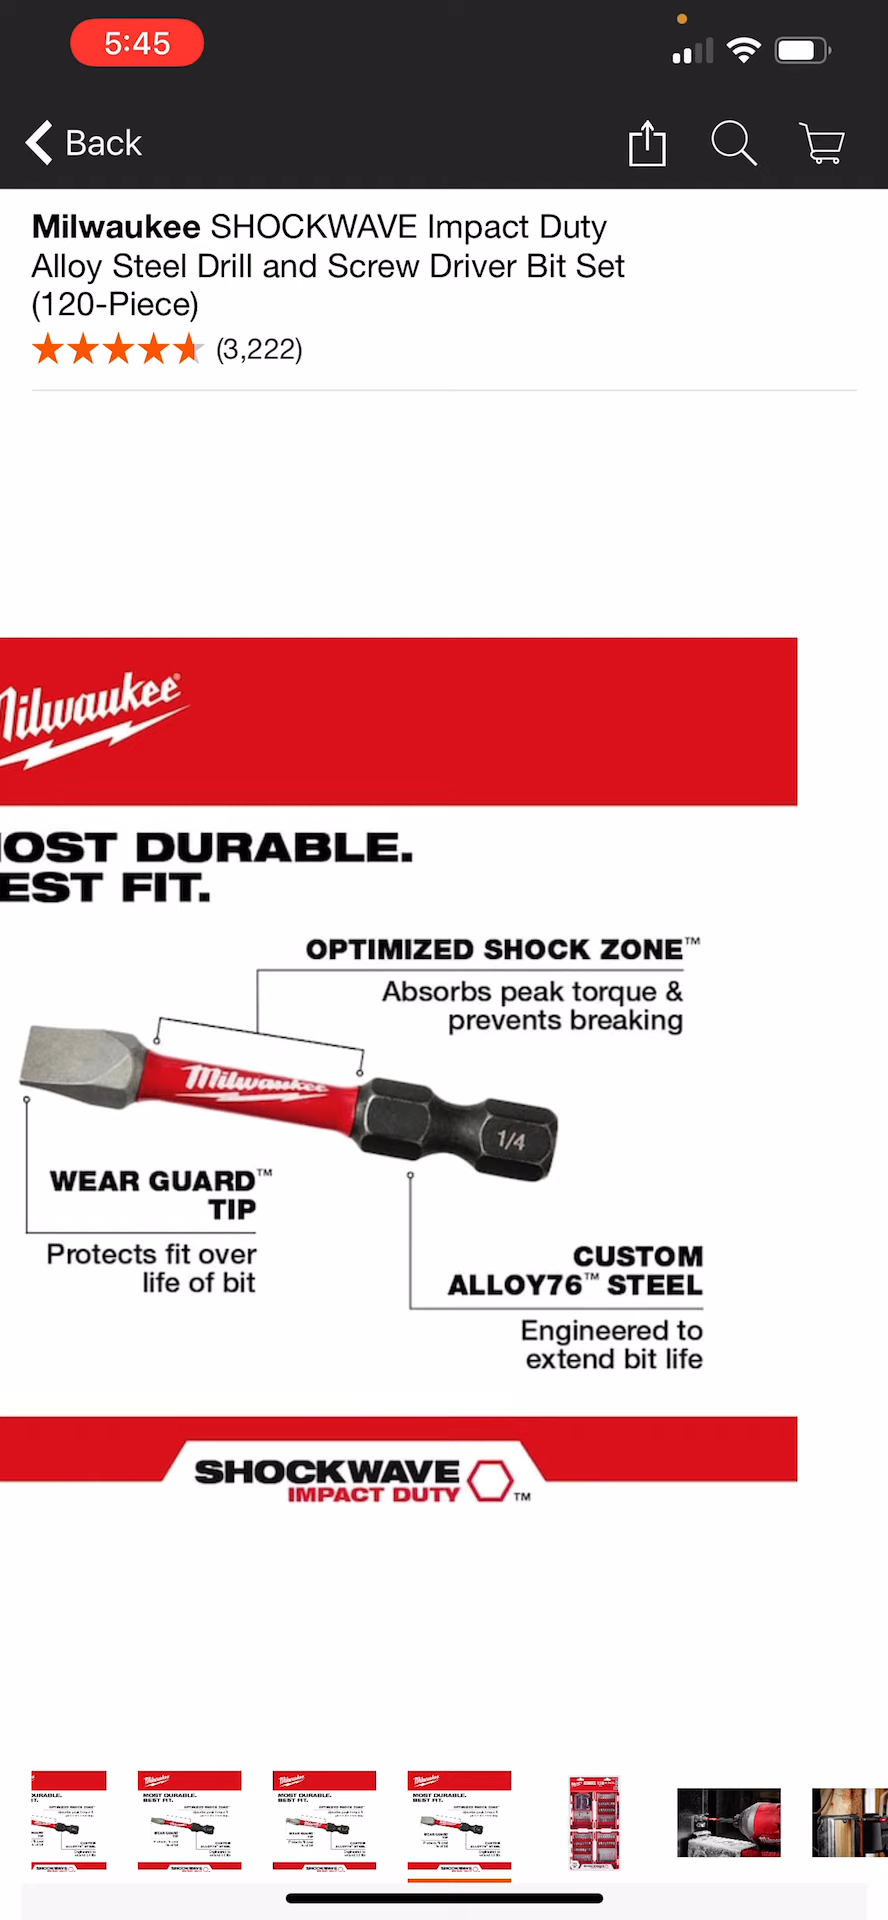 5:45
Back
Milwaukee SHOCKWAVE Impact Duty
Alloy Steel Drill and Screw Driver Bit Set
(120-Piece)
(3,222)
Milwaukee
OST DURABLE.
EST FIT.
OPTIMIZED SHOCK ZONE™
Absorbs peak torque &
prevents breaking
Milwaukee
1/4
WEAR GUARD™
TIP
Protects fit over
life of bit
CUSTOM
ALLOY76™ STEEL
Engineered to
extend bit life
SHOCKWAVE
IMPACT DUTY™